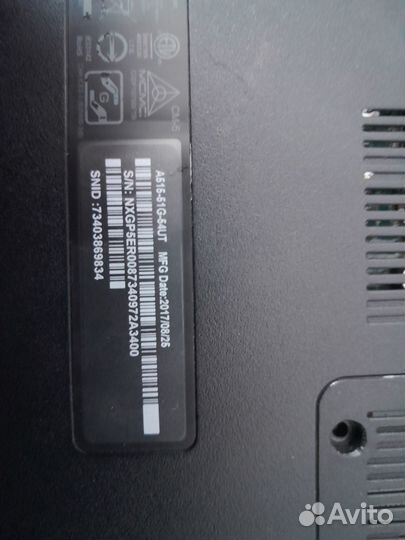 A515-51G-54UT MFG Date:2017/08/25
S/N: NXGP5ER0087340972A3400
SNID :73403869834
Avito